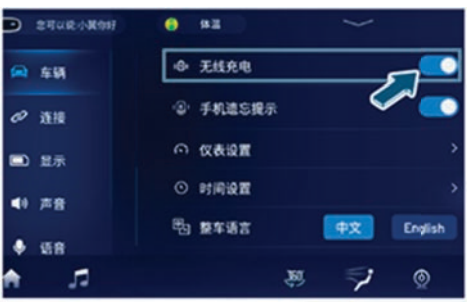 您可以说:小翼你好
体温
车辆
无线充电
连接
手机遗忘提示
显示
仪表设置
声音
时间设置
语音
整车语言
中文
English
360°